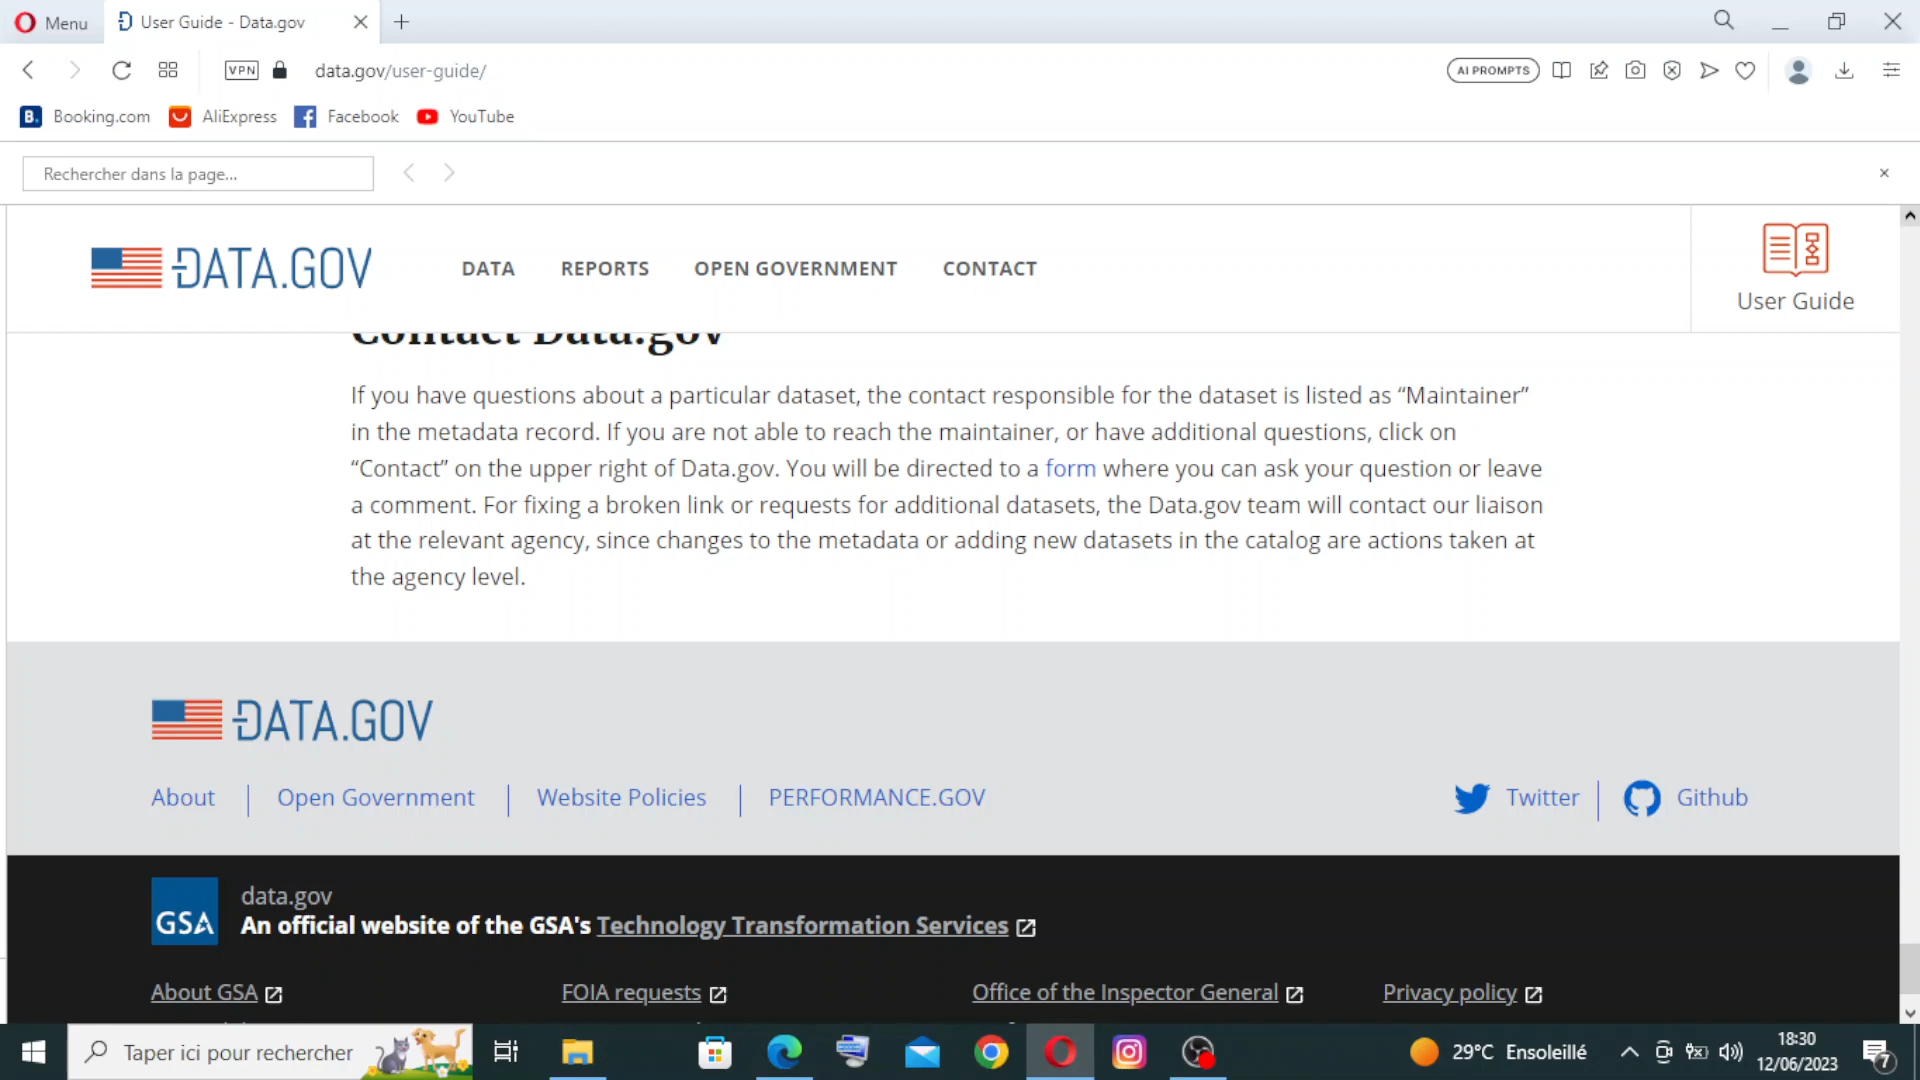 Menu
User Guide - Data.gov
VPN
data.gov/user-guide/
AI PROMPTS
B. Booking.com
AliExpress
Facebook
YouTube
Rechercher dans la page...
DATA.GOV
DATA
REPORTS
OPEN GOVERNMENT
CONTACT
User Guide
Contact Data.gov
If you have questions about a particular dataset, the contact responsible for the dataset is listed as “Maintainer”
in the metadata record. If you are not able to reach the maintainer, or have additional questions, click on
“Contact” on the upper right of Data.gov. You will be directed to a form where you can ask your question or leave
a comment. For fixing a broken link or requests for additional datasets, the Data.gov team will contact our liaison
at the relevant agency, since changes to the metadata or adding new datasets in the catalog are actions taken at
the agency level.
DATA.GOV
About
Open Government
Website Policies
PERFORMANCE.GOV
Twitter
Github
GSA
data.gov
An official website of the GSA's Technology Transformation Services
About GSA
FOIA requests
Office of the Inspector General
Privacy policy
Taper ici pour rechercher
29°C Ensoleillé
18:30
12/06/2023
7